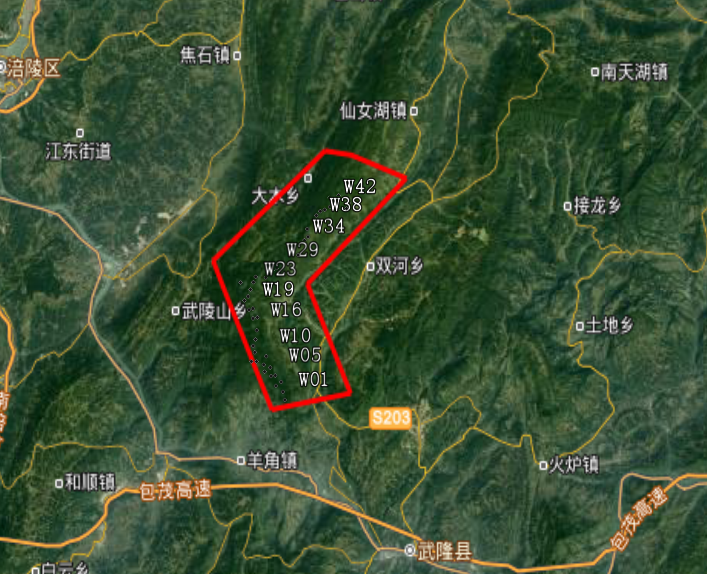 焦石镇
涪陵区
南天湖镇
仙女湖镇
江东街道
大木乡
W42
W38
接龙乡
W34
W29
W23
双河乡
W19
武陵山乡
W16
土地乡
W10
W05
W01
S203
羊角镇
火炉镇
和顺镇
包茂高速
包茂高速
武隆县
白云乡